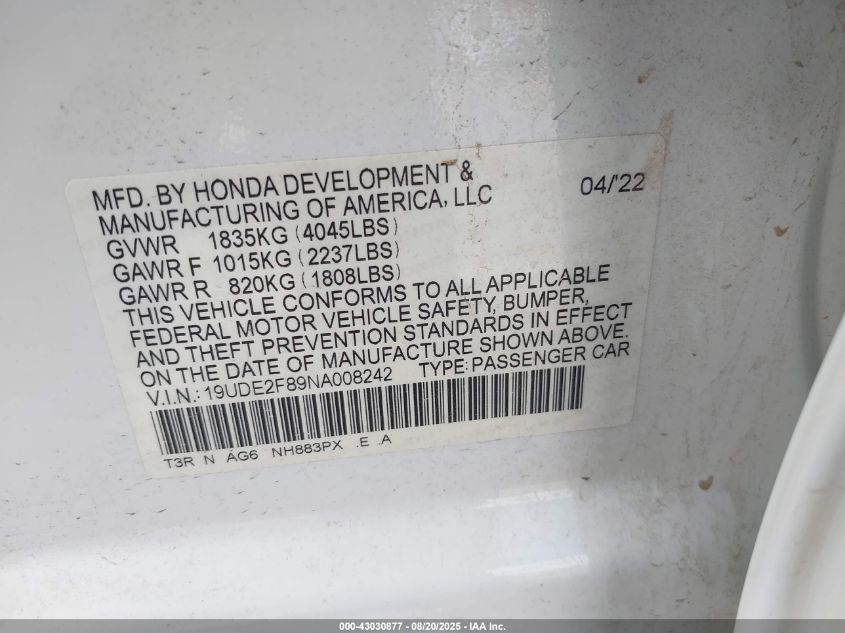 MFD. BY HONDA DEVELOPMENT & 04/'22
MANUFACTURING OF AMERICA, LLC
GVWR 1835KG (4045LBS)
GAWR F 1015KG (2237LBS)
GAWR R 820KG (1808LBS)
THIS VEHICLE CONFORMS TO ALL APPLICABLE
FEDERAL MOTOR VEHICLE SAFETY, BUMPER,
AND THEFT PREVENTION STANDARDS IN EFFECT
ON THE DATE OF MANUFACTURE SHOWN ABOVE.
V.I.N.: 19UDE2F89NA008242 TYPE: PASSENGER CAR
T3R N AG6 NH883PX .E .A
000-43030877 - 08/20/2025 - IAA Inc.